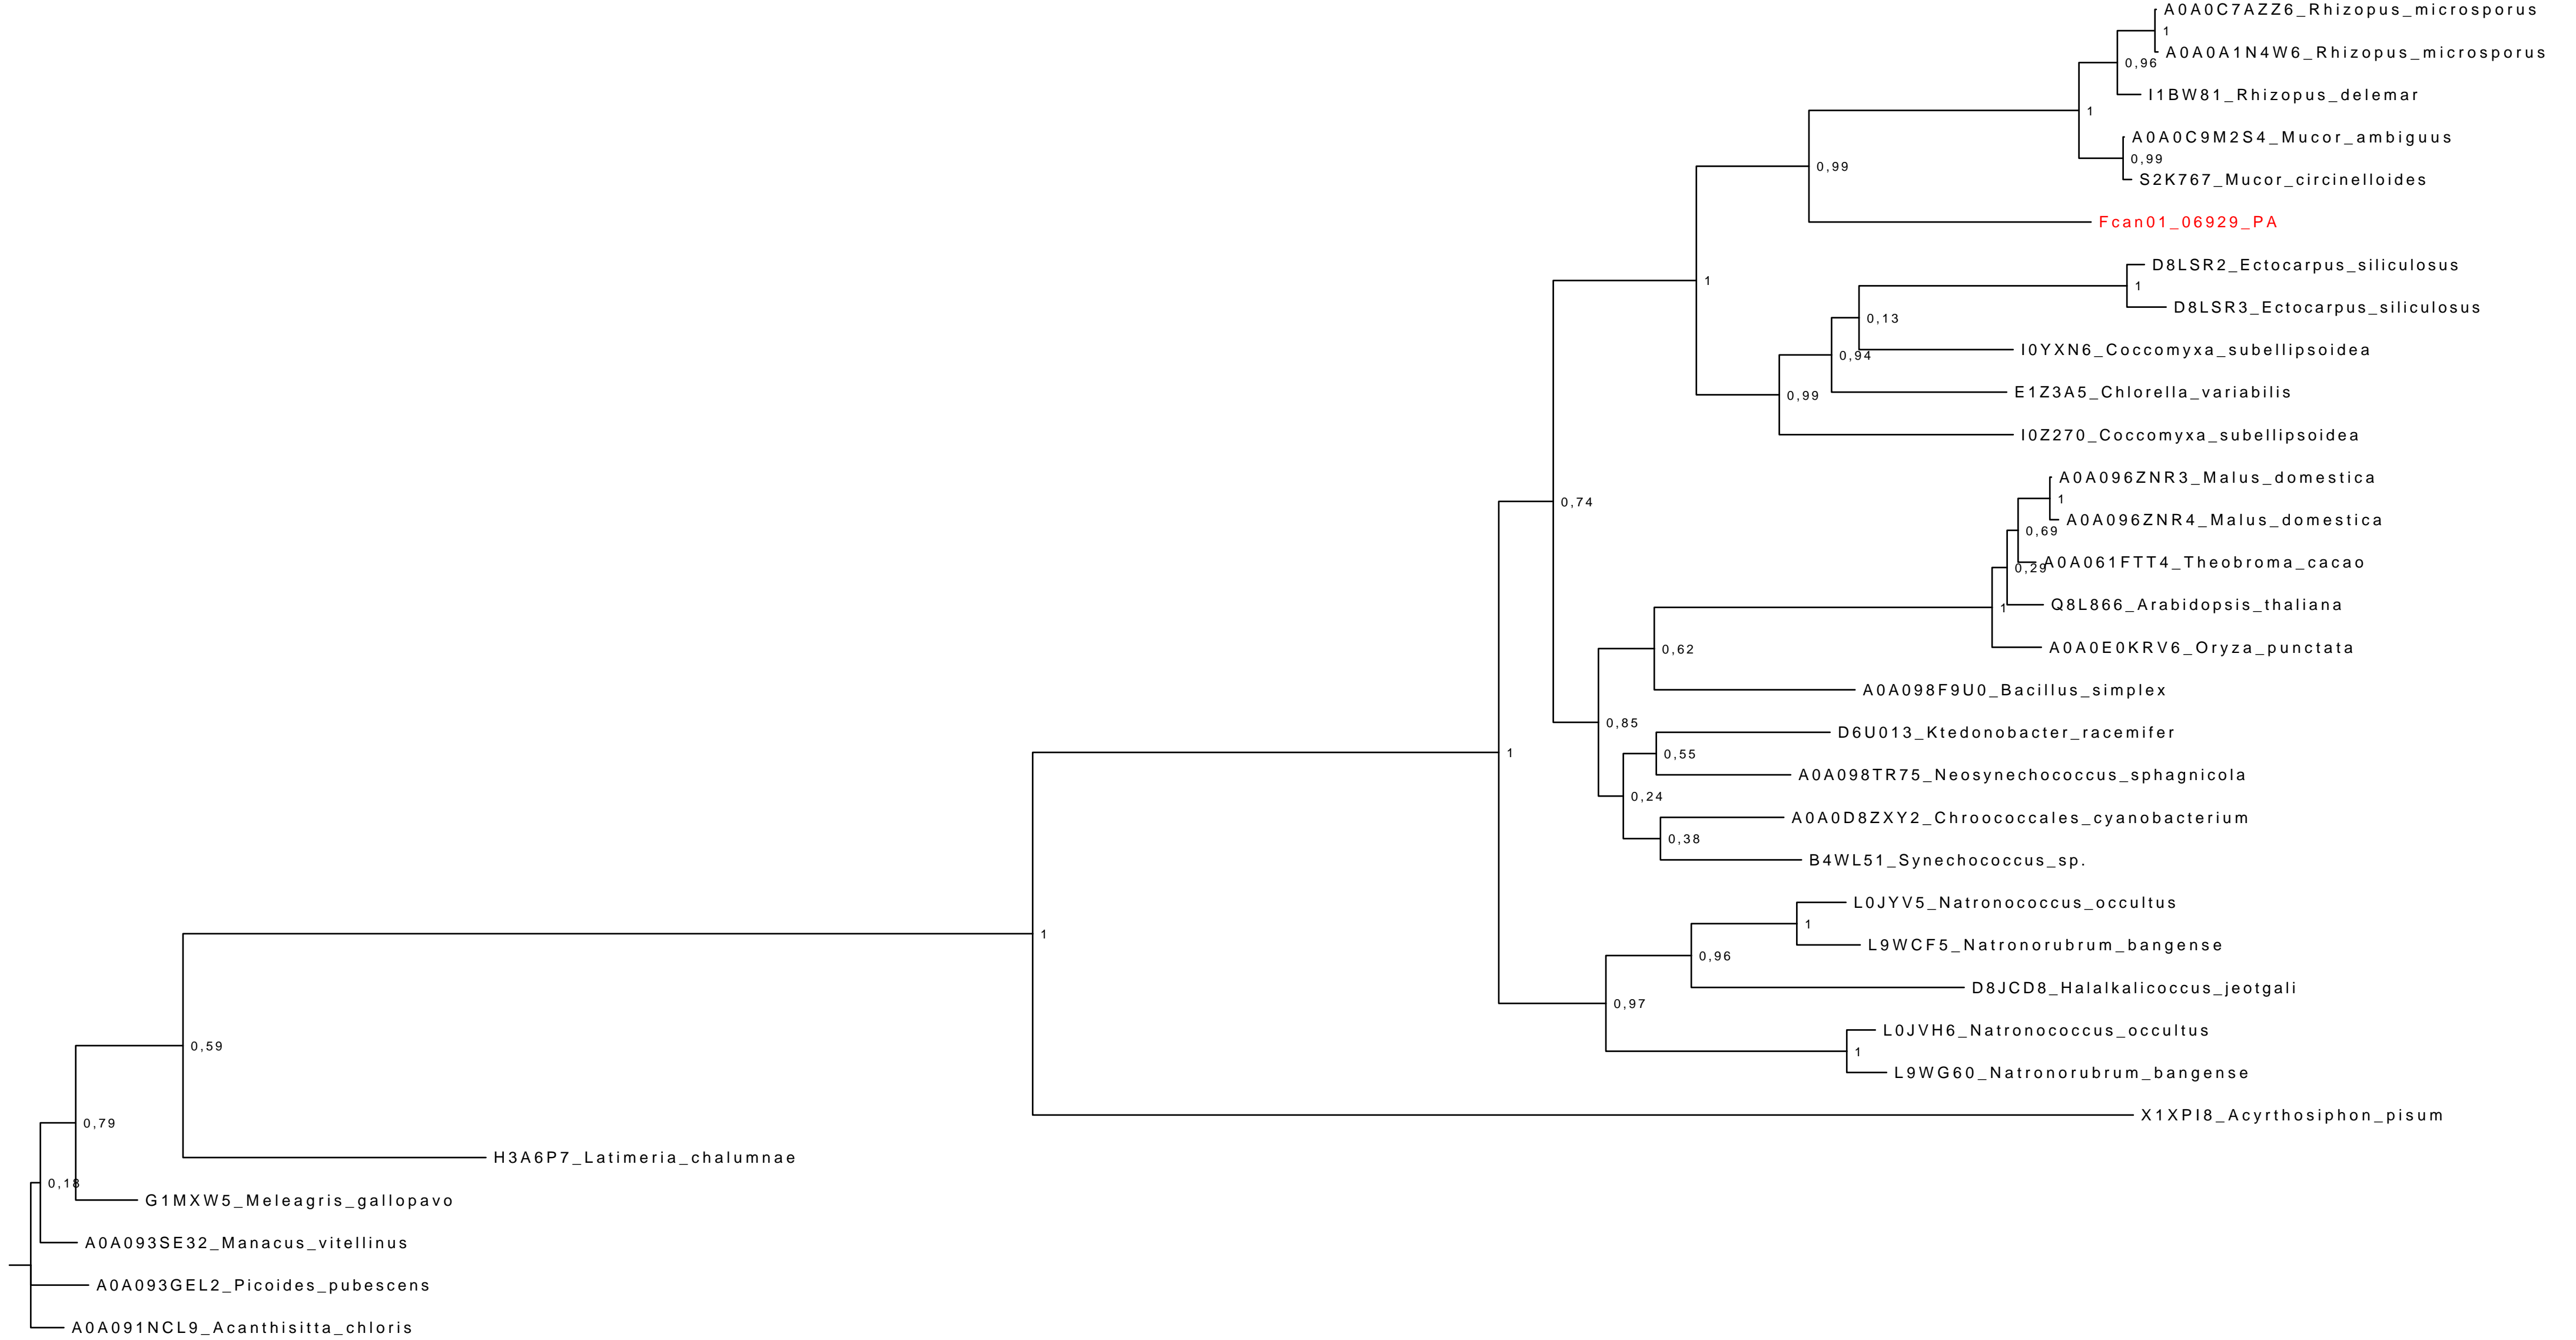 A0A0C7AZZ6_Rhizopus_microsporus
1
A0A0A1N4W6_Rhizopus_microsporus
0,96
I1BW81_Rhizopus_delemar
1
A0A0C9M2S4_Mucor_ambiguus
0,99
S2K767_Mucor_circinelloides
0,99
Fcan01_06929_PA
D8LSR2_Ectocarpus_siliculosus
1
1
D8LSR3_Ectocarpus_siliculosus
0,13
I0YXN6_Coccomyxa_subellipsoidea
0,94
E1Z3A5_Chlorella_variabilis
0,99
I0Z270_Coccomyxa_subellipsoidea
A0A096ZNR3_Malus_domestica
1
0,74
A0A096ZNR4_Malus_domestica
0,69
A0A061FTT4_Theobroma_cacao
0,29
Q8L866_Arabidopsis_thaliana
1
A0A0E0KRV6_Oryza_punctata
0,62
A0A098F9U0_Bacillus_simplex
0,85
D6U013_Ktedonobacter_racemifer
1
0,55
A0A098TR75_Neosynechococcus_sphagnicola
0,24
A0A0D8ZXY2_Chroococcales_cyanobacterium
0,38
B4WL51_Synechococcus_sp.
L0JYV5_Natronococcus_occultus
1
1
L9WCF5_Natronorubrum_bangense
0,96
D8JCD8_Halalkalicoccus_jeotgali
0,97
L0JVH6_Natronococcus_occultus
0,59
1
L9WG60_Natronorubrum_bangense
X1XPI8_Acyrthosiphon_pisum
0,79
H3A6P7_Latimeria_chalumnae
0,18
G1MXW5_Meleagris_gallopavo
A0A093SE32_Manacus_vitellinus
A0A093GEL2_Picoides_pubescens
A0A091NCL9_Acanthisitta_chloris